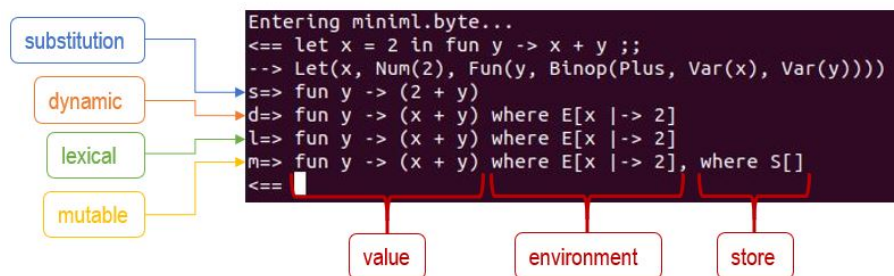 Entering miniml.byte...
<== let x = 2 in fun y -> x + y ;;
--> Let(x, Num(2), Fun(y, Binop(Plus, Var(x), Var(y))))
s=> fun y -> (2 + y)
d=> fun y -> (x + y) where E[x |-> 2]
l=> fun y -> (x + y) where E[x |-> 2]
m=> fun y -> (x + y) where E[x |-> 2], where S[]
<==
substitution
dynamic
lexical
mutable
value
environment
store